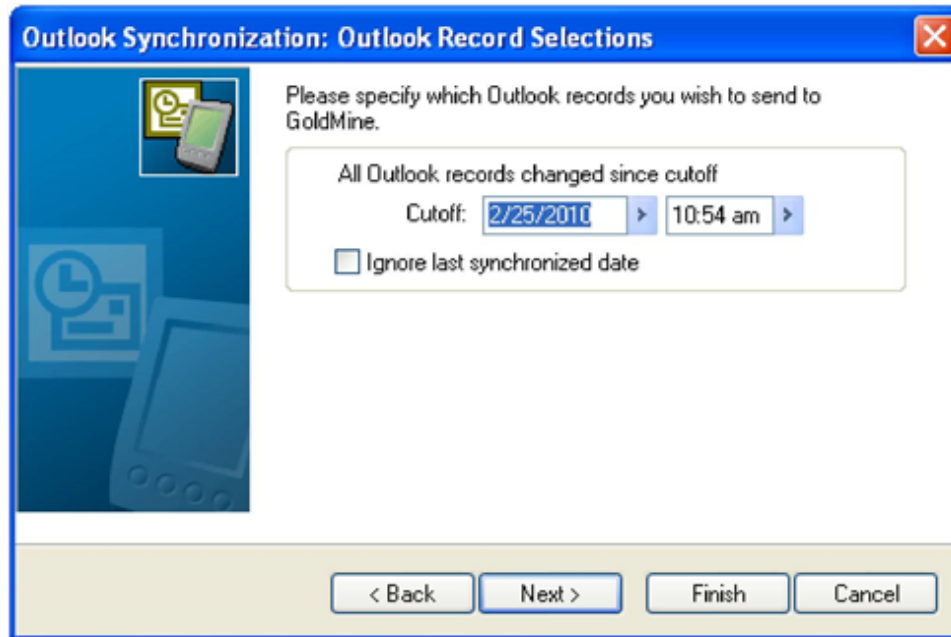 Outlook Synchronization: Outlook Record Selections
Please specify which Outlook records you wish to send to
GoldMine.
All Outlook records changed since cutoff
Cutoff: 2/25/2010 10:54 am
Ignore last synchronized date
< Back Next > Finish Cancel